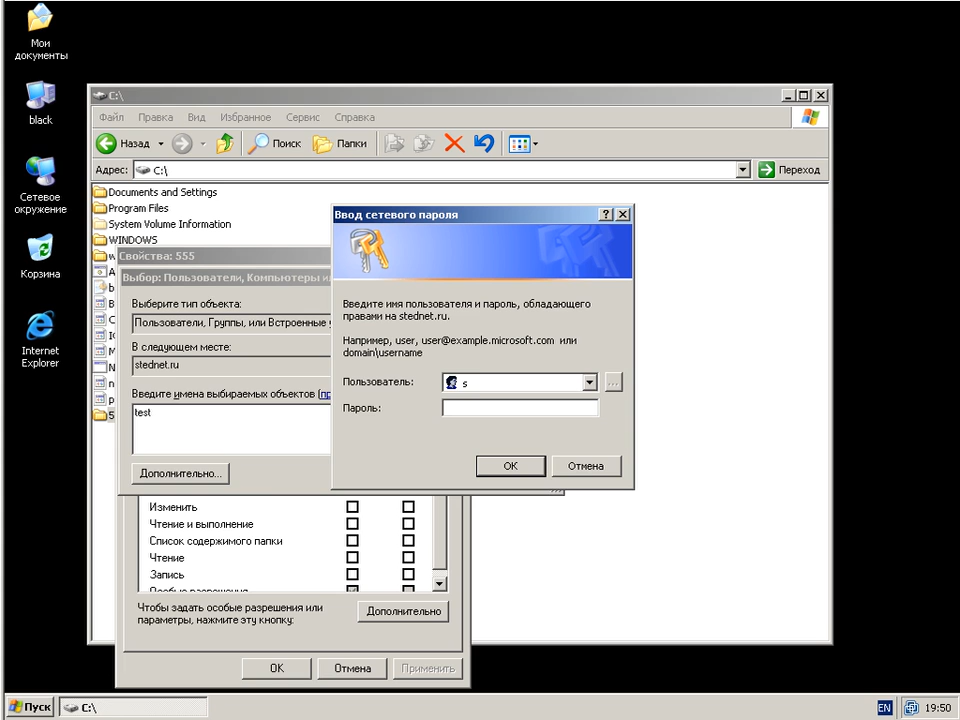 Мои
документы
black
Сетевое
окружение
Корзина
Internet
Explorer
C:\
Файл Правка Вид Избранное Сервис Справка
Назад Поиск Папки
Адрес: C:\ Переход
Documents and Settings
Program Files
System Volume Information
WINDOWS
Свойства: 555
Выбор: Пользователи, Компьютеры и
Выберите тип объекта:
Пользователи, Группы, или Встроенные
В следующем месте:
stednet.ru
Введите имена выбираемых объектов (пр
test
Дополнительно...
Ввод сетевого пароля
Введите имя пользователя и пароль, обладающего
правами на stednet.ru.
Например, user, user@example.microsoft.com или
domain\username
Пользователь: s ...
Пароль:
OK Отмена
Изменить
Чтение и выполнение
Список содержимого папки
Чтение
Запись
Особые разрешения
Чтобы задать особые разрешения или
параметры, нажмите эту кнопку:
Дополнительно
OK Отмена Применить
Пуск C:\ EN 19:50